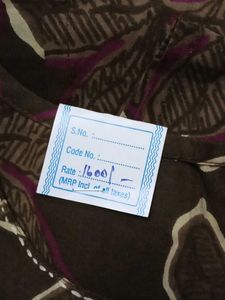 S.No. :
Code No. :
Rate : 1600/-
(MRP Incl. of all taxes)